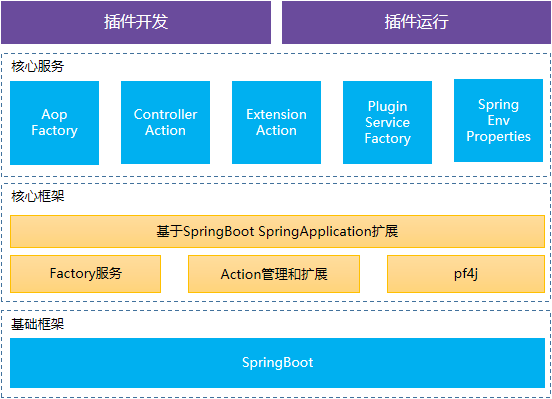 插件开发
插件运行
核心服务
Aop
Factory
Controller
Action
Extension
Action
Plugin
Service
Factory
Spring
Env
Properties
核心框架
基于SpringBoot SpringApplication扩展
Factory服务
Action管理和扩展
pf4j
基础框架
SpringBoot